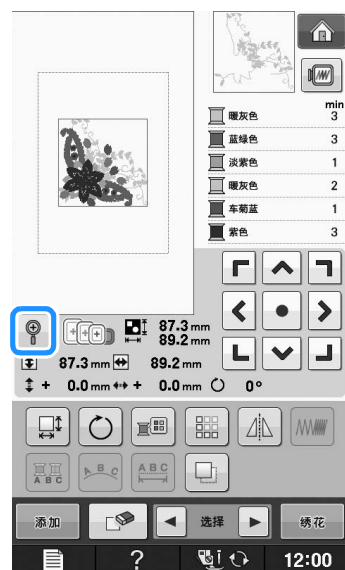 min
暖灰色 3
蓝绿色 3
淡紫色 1
暖灰色 2
车菊蓝 1
紫色 3
87.3 mm
89.2 mm
87.3 mm 89.2 mm
+ 0.0 mm + 0.0 mm 0°
A B C A B C A B C
添加 选择 绣花
? 12:00